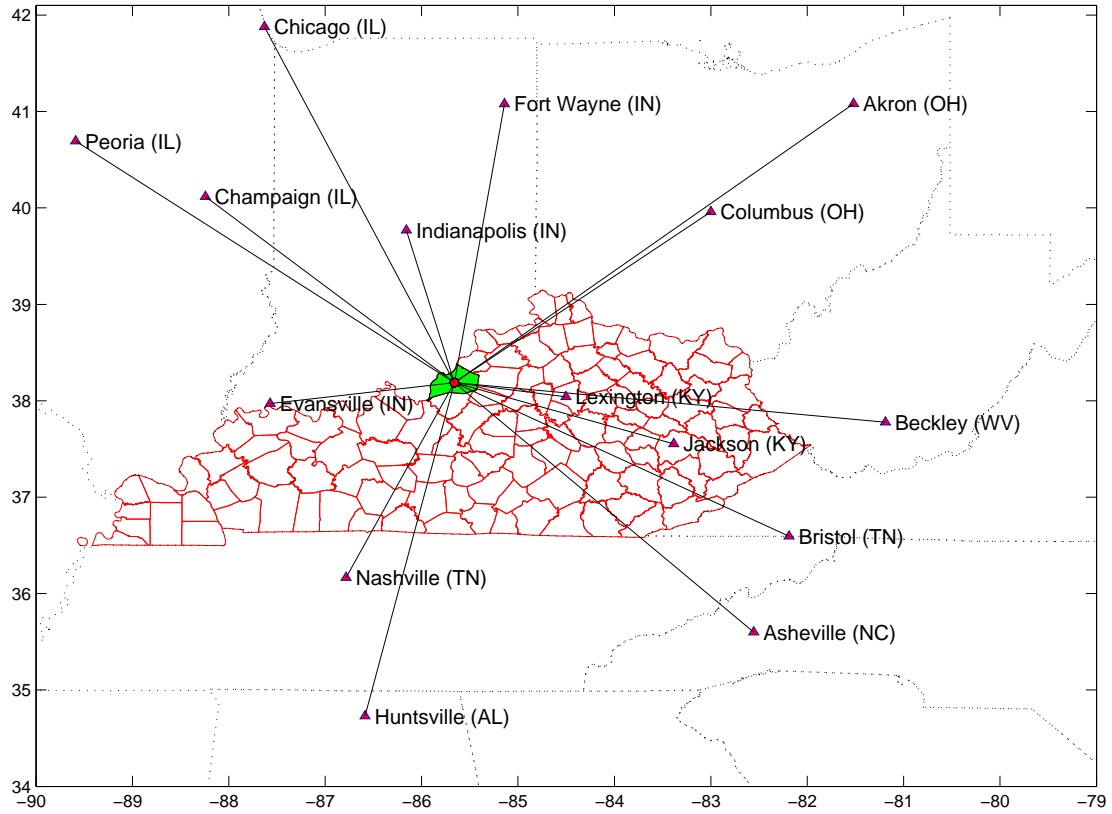 42
Chicago (IL)
41
Fort Wayne (IN)
Akron (OH)
Peoria (IL)
Champaign (IL)
40
Columbus (OH)
Indianapolis (IN)
39
38
Evansville (IN)
Lexington (KY)
Beckley (WV)
Jackson (KY)
37
Bristol (TN)
36
Nashville (TN)
Asheville (NC)
35
Huntsville (AL)
34
−90 −89 −88 −87 −86 −85 −84 −83 −82 −81 −80 −79